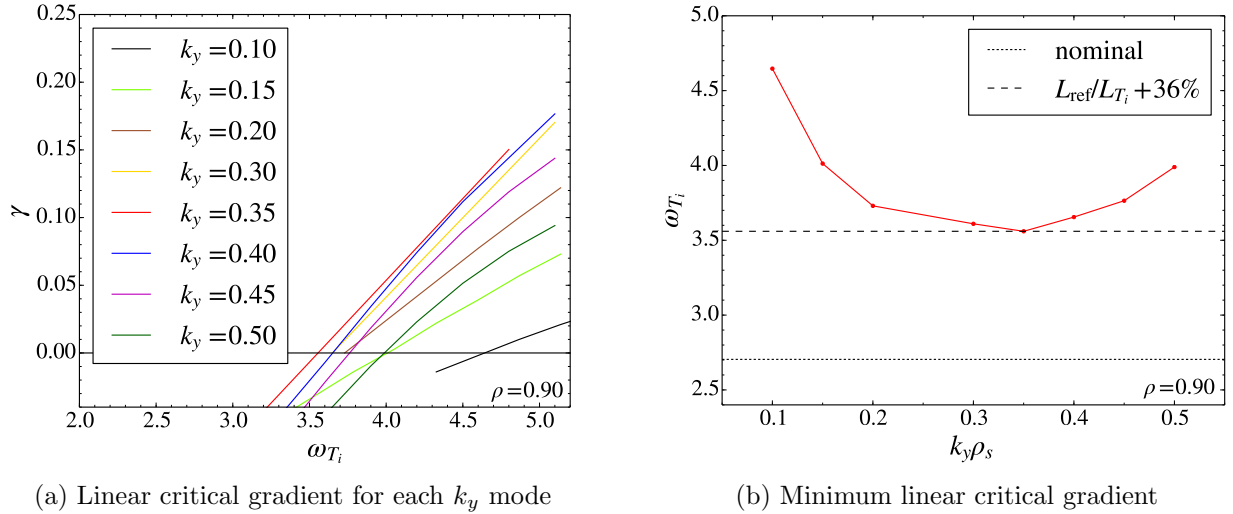 0.25
0.20
0.15
0.10
0.05
0.00
γ
k_y = 0.10
k_y = 0.15
k_y = 0.20
k_y = 0.30
k_y = 0.35
k_y = 0.40
k_y = 0.45
k_y = 0.50
ρ = 0.90
2.0 2.5 3.0 3.5 4.0 4.5 5.0
ω_{T_i}
(a) Linear critical gradient for each k_y mode
5.0
4.5
4.0
3.5
3.0
2.5
ω_{T_i}
nominal
L_ref/L_{T_i} + 36%
ρ = 0.90
0.1 0.2 0.3 0.4 0.5
k_yρ_s
(b) Minimum linear critical gradient